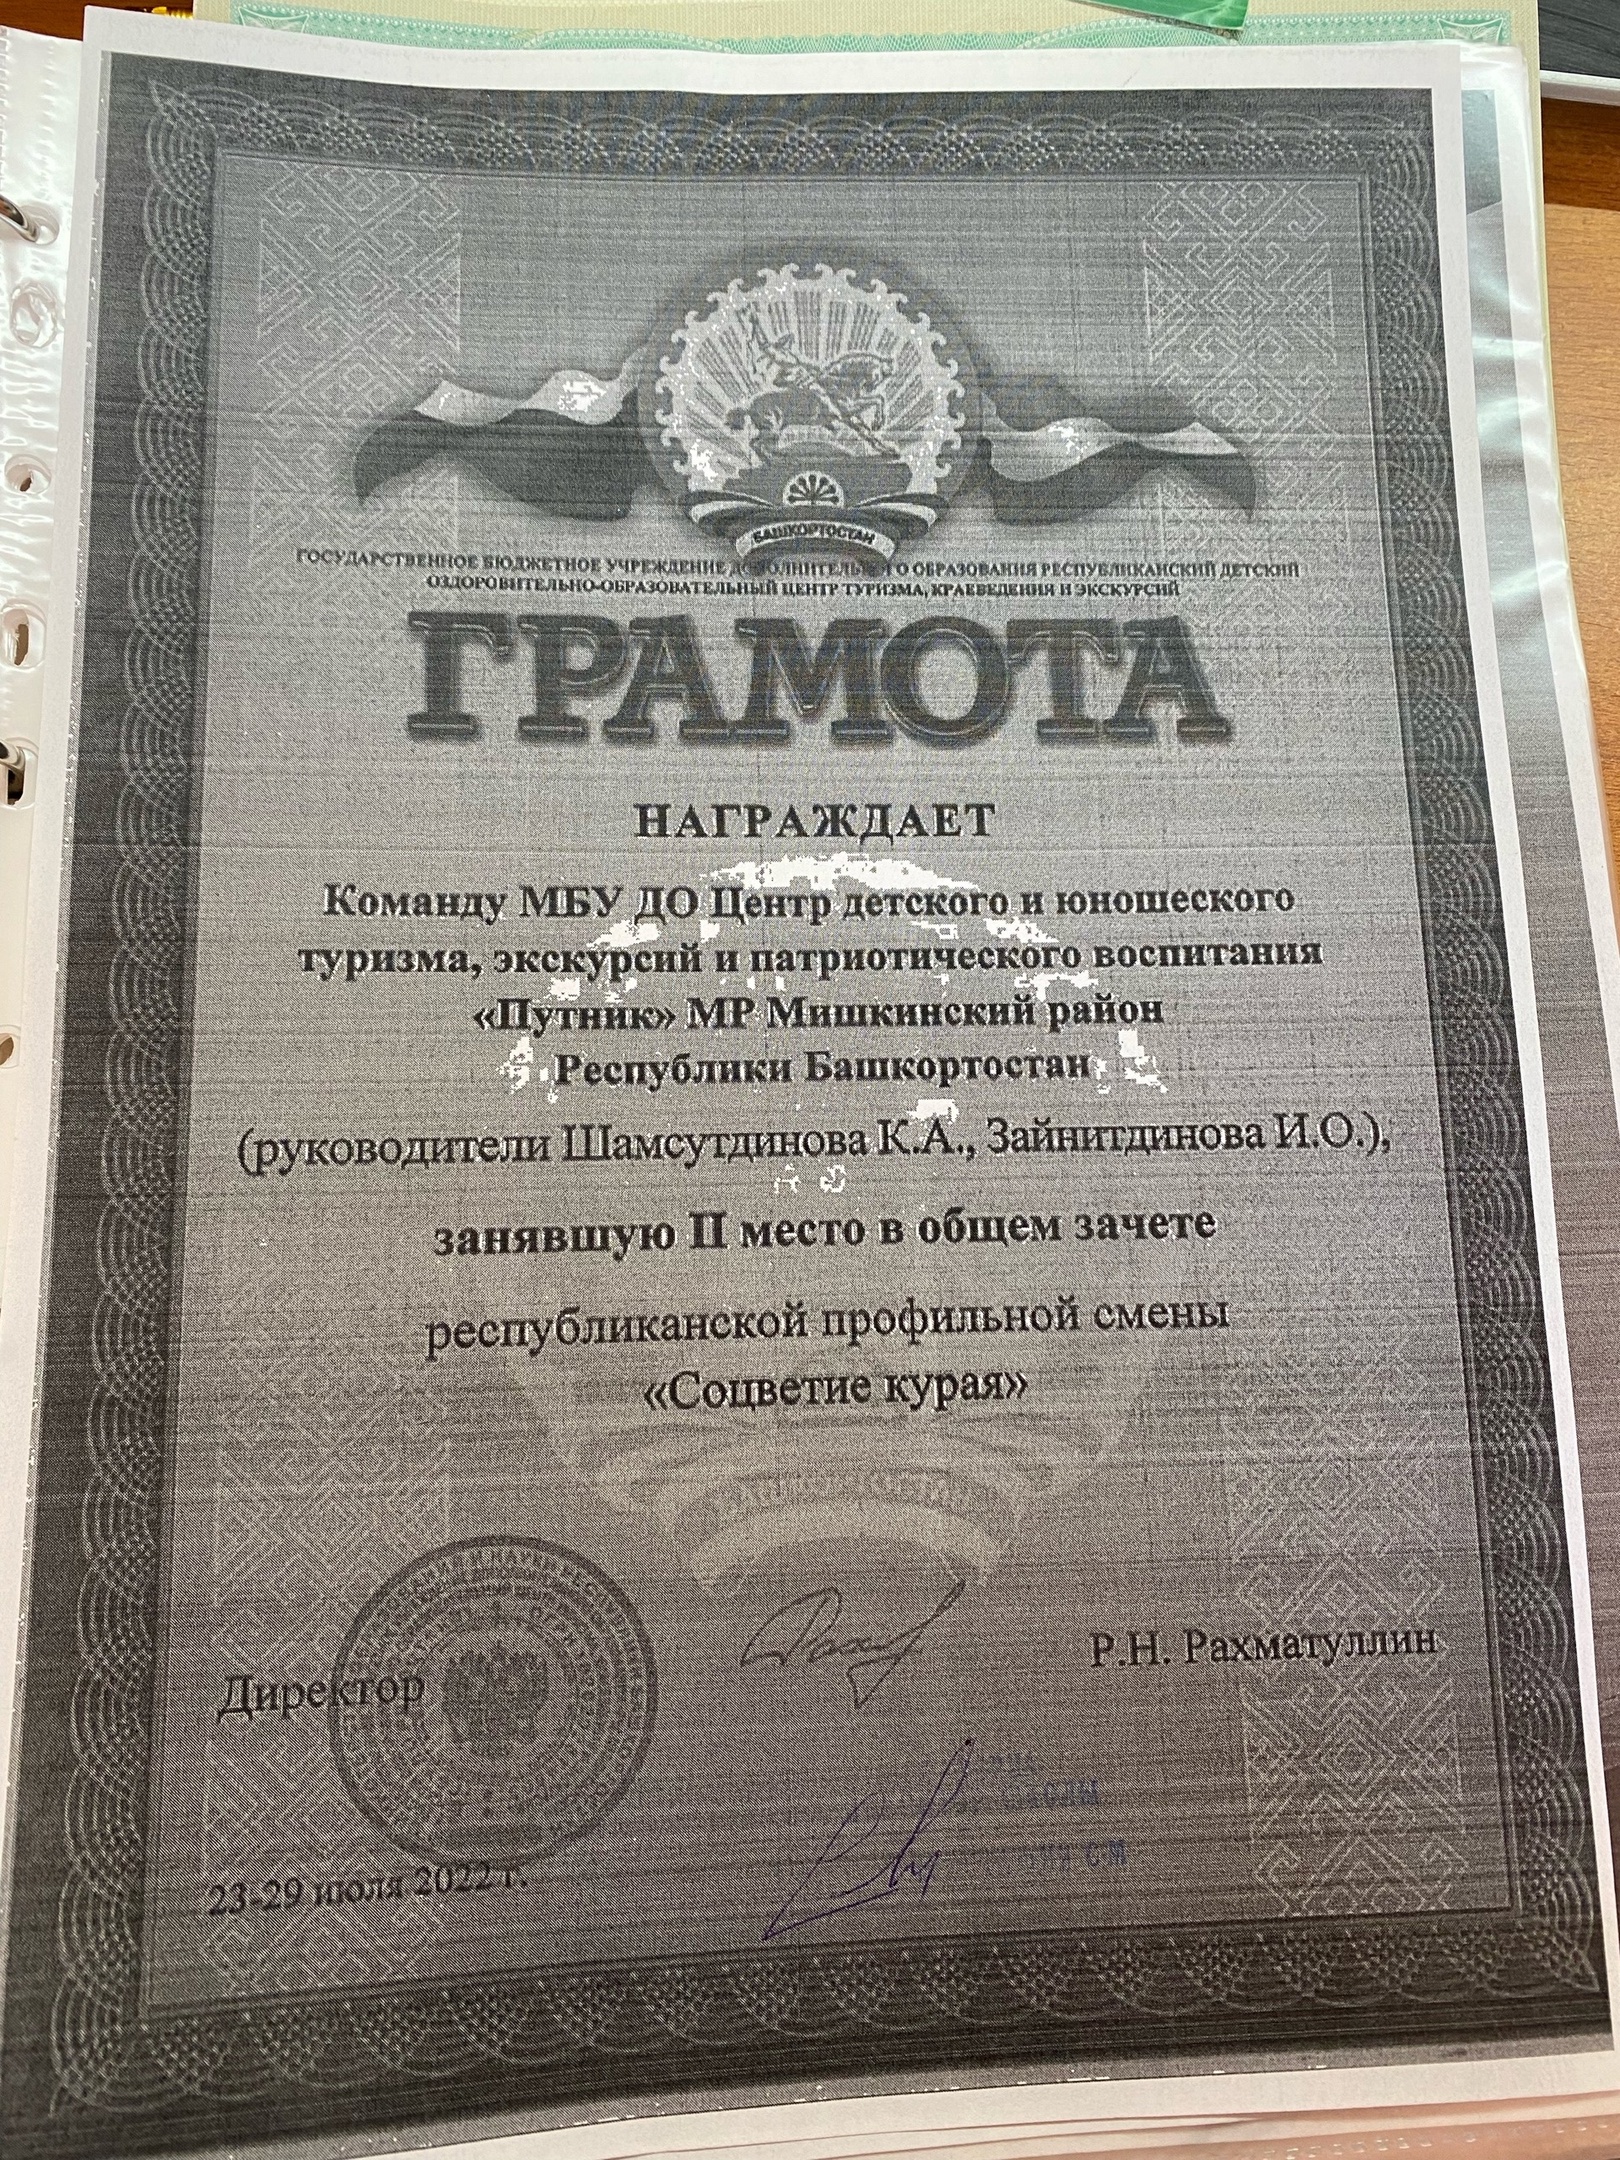 БАШКОРТОСТАН
ГОСУДАРСТВЕННОЕ БЮДЖЕТНОЕ УЧРЕЖДЕНИЕ ДОПОЛНИТЕЛЬНОГО ОБРАЗОВАНИЯ РЕСПУБЛИКАНСКИЙ ДЕТСКИЙ
ОЗДОРОВИТЕЛЬНО-ОБРАЗОВАТЕЛЬНЫЙ ЦЕНТР ТУРИЗМА, КРАЕВЕДЕНИЯ И ЭКСКУРСИЙ
ГРАМОТА
НАГРАЖДАЕТ
Команду МБУ ДО Центр детского и юношеского
туризма, экскурсий и патриотического воспитания
«Путник» МР Мишкинский район
Республики Башкортостан
(руководители Шамсутдинова К.А., Зайнитдинова И.О.),
занявшую II место в общем зачете
республиканской профильной смены
«Соцветие курая»
Директор
Р.Н. Рахматуллин
23-29 июля 2022 г.